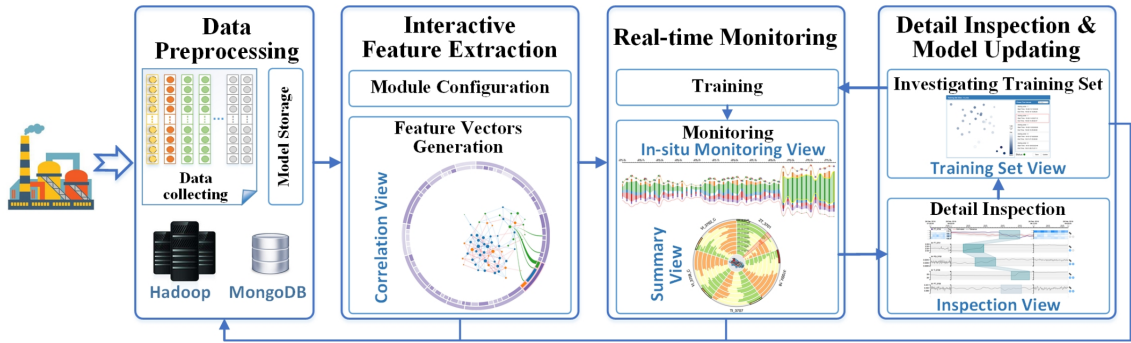 Data
Preprocessing
Data
collecting
Model Storage
Hadoop
MongoDB
Interactive
Feature Extraction
Module Configuration
Feature Vectors
Generation
Correlation View
Real-time Monitoring
Training
Monitoring
In-situ Monitoring View
Summary
View
Detail Inspection &
Model Updating
Investigating Training Set
Training Set View
Detail Inspection
Inspection View